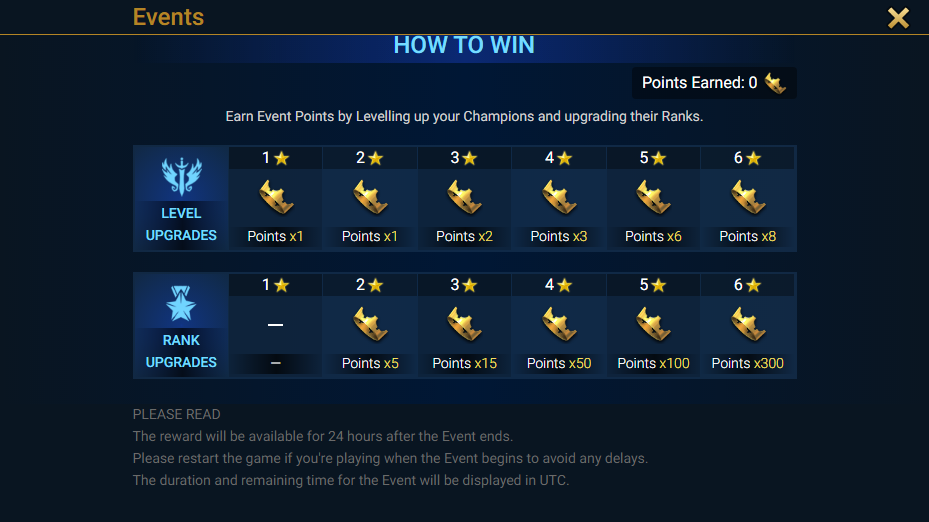 Events
HOW TO WIN
Points Earned: 0
Earn Event Points by Levelling up your Champions and upgrading their Ranks.
LEVEL UPGRADES
1 2 3 4 5 6
Points x1 Points x1 Points x2 Points x3 Points x6 Points x8
RANK UPGRADES
1 2 3 4 5 6
– – Points x5 Points x15 Points x50 Points x100 Points x300
PLEASE READ
The reward will be available for 24 hours after the Event ends.
Please restart the game if you're playing when the Event begins to avoid any delays.
The duration and remaining time for the Event will be displayed in UTC.